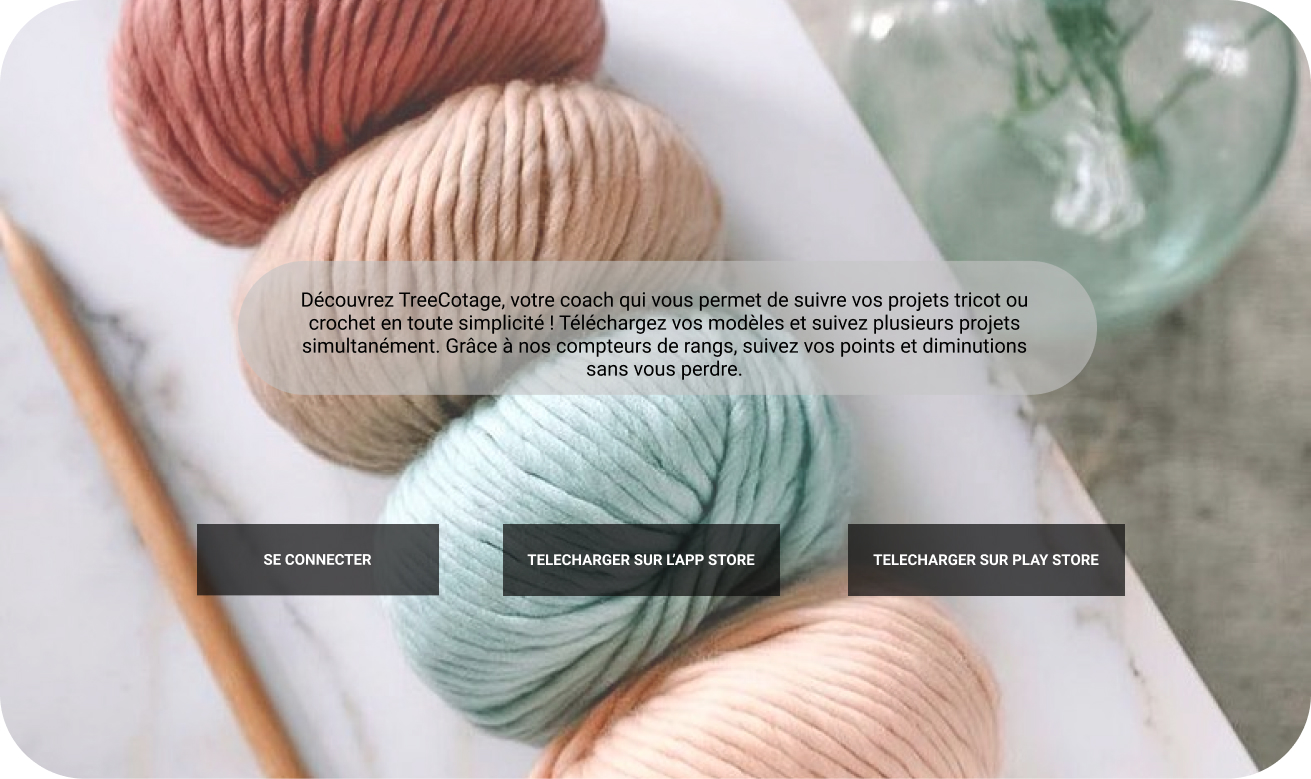 Découvrez TreeCotage, votre coach qui vous permet de suivre vos projets tricot ou
crochet en toute simplicité ! Téléchargez vos modèles et suivez plusieurs projets
simultanément. Grâce à nos compteurs de rangs, suivez vos points et diminutions
sans vous perdre.
SE CONNECTER
TELECHARGER SUR L'APP STORE
TELECHARGER SUR PLAY STORE